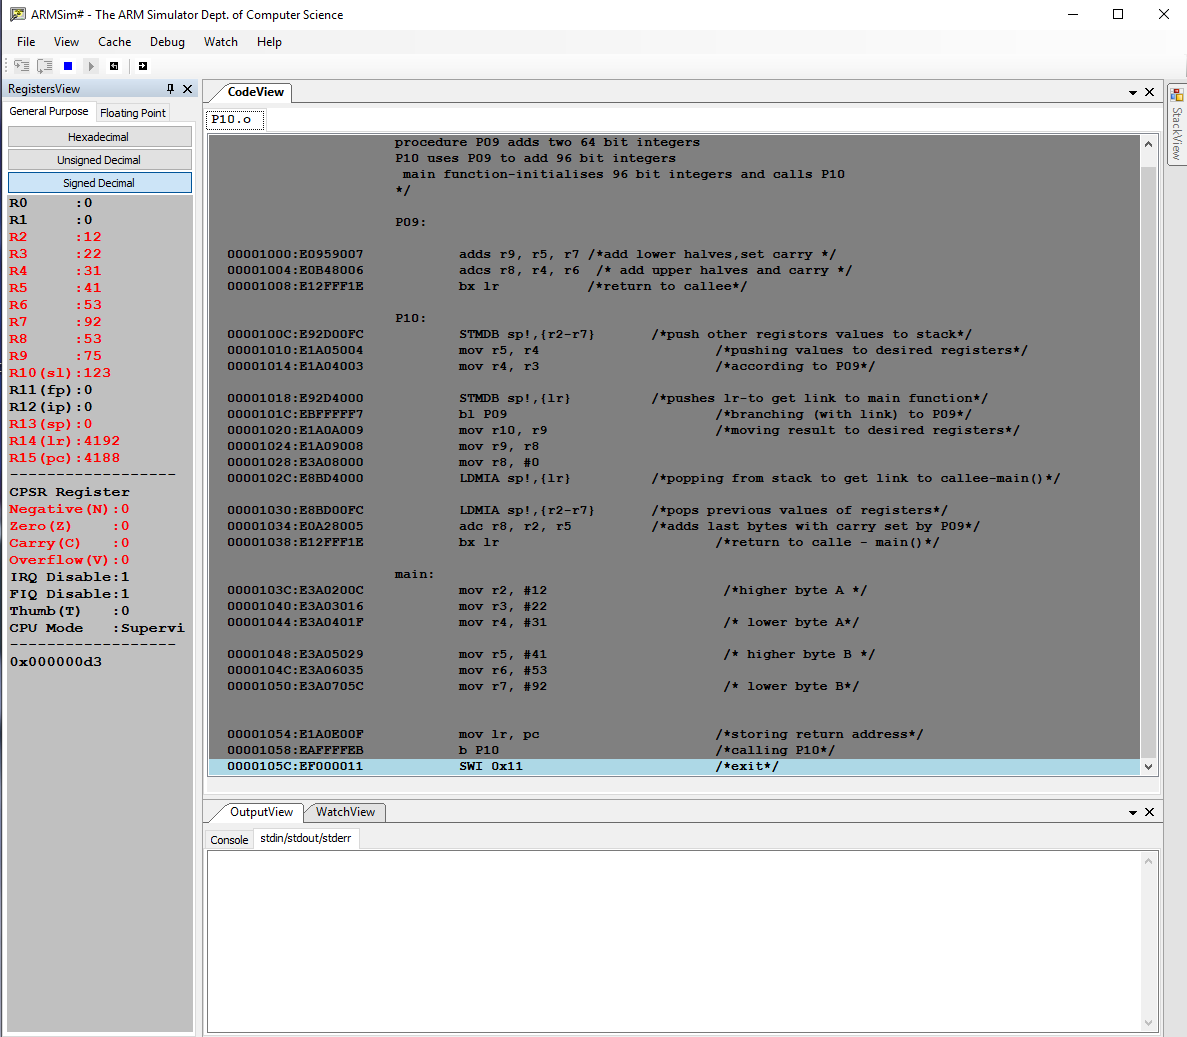 ARMSim# - The ARM Simulator Dept. of Computer Science
File View Cache Debug Watch Help
RegistersView
General Purpose Floating Point
Hexadecimal
Unsigned Decimal
Signed Decimal
R0 :0
R1 :0
R2 :12
R3 :22
R4 :31
R5 :41
R6 :53
R7 :92
R8 :53
R9 :75
R10(sl):123
R11(fp):0
R12(ip):0
R13(sp):0
R14(lr):4192
R15(pc):4188
------------------
CPSR Register
Negative(N):0
Zero(Z) :0
Carry(C) :0
Overflow(V):0
IRQ Disable:1
FIQ Disable:1
Thumb(T) :0
CPU Mode :Supervi
------------------
0x000000d3
CodeView
P10.o
procedure P09 adds two 64 bit integers
P10 uses P09 to add 96 bit integers
main function-initialises 96 bit integers and calls P10
*/
P09:
00001000:E0959007 adds r9, r5, r7 /*add lower halves,set carry */
00001004:E0B48006 adcs r8, r4, r6 /* add upper halves and carry */
00001008:E12FFF1E bx lr /*return to callee*/
P10:
0000100C:E92D00FC STMDB sp!,{r2-r7} /*push other registors values to stack*/
00001010:E1A05004 mov r5, r4 /*pushing values to desired registers*/
00001014:E1A04003 mov r4, r3 /*according to P09*/
00001018:E92D4000 STMDB sp!,{lr} /*pushes lr-to get link to main function*/
0000101C:EBFFFFF7 bl P09 /*branching (with link) to P09*/
00001020:E1A0A009 mov r10, r9 /*moving result to desired registers*/
00001024:E1A09008 mov r9, r8
00001028:E3A08000 mov r8, #0
0000102C:E8BD4000 LDMIA sp!,{lr} /*popping from stack to get link to callee-main()*/
00001030:E8BD00FC LDMIA sp!,{r2-r7} /*pops previous values of registers*/
00001034:E0A28005 adc r8, r2, r5 /*adds last bytes with carry set by P09*/
00001038:E12FFF1E bx lr /*return to calle - main()*/
main:
0000103C:E3A0200C mov r2, #12 /*higher byte A */
00001040:E3A03016 mov r3, #22
00001044:E3A0401F mov r4, #31 /* lower byte A*/
00001048:E3A05029 mov r5, #41 /* higher byte B */
0000104C:E3A06035 mov r6, #53
00001050:E3A0705C mov r7, #92 /* lower byte B*/
00001054:E1A0E00F mov lr, pc /*storing return address*/
00001058:EAFFFFEB b P10 /*calling P10*/
0000105C:EF000011 SWI 0x11 /*exit*/
OutputView WatchView
Console stdin/stdout/stderr
StackView